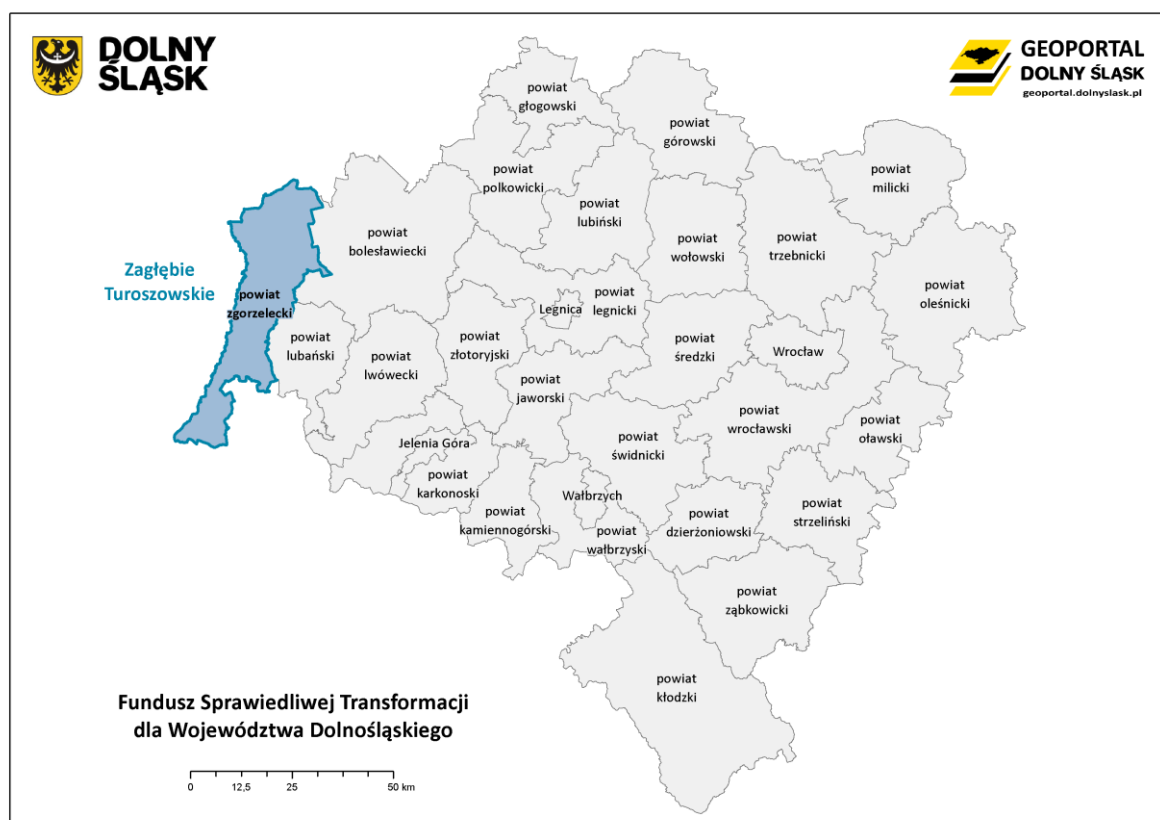 DOLNY
ŚLĄSK
GEOPORTAL
DOLNY ŚLĄSK
geoportal.dolnyslask.pl
powiat
głogowski
powiat
górowski
powiat
polkowicki
powiat
milicki
powiat
lubiński
powiat
bolesławiecki
powiat
wołowski
powiat
trzebnicki
Zagłębie
Turoszowskie
powiat
zgorzelecki
powiat
oleśnicki
Legnica
powiat
legnicki
powiat
lubański
powiat
lwówecki
powiat
złotoryjski
powiat
średzki
Wrocław
powiat
jaworski
powiat
wrocławski
powiat
oławski
Jelenia Góra
powiat
świdnicki
powiat
karkonoski
Wałbrzych
powiat
kamiennogórski
powiat
wałbrzyski
powiat
dzierżoniowski
powiat
strzeliński
powiat
ząbkowicki
powiat
kłodzki
Fundusz Sprawiedliwej Transformacji
dla Województwa Dolnośląskiego
0 12,5 25 50 km